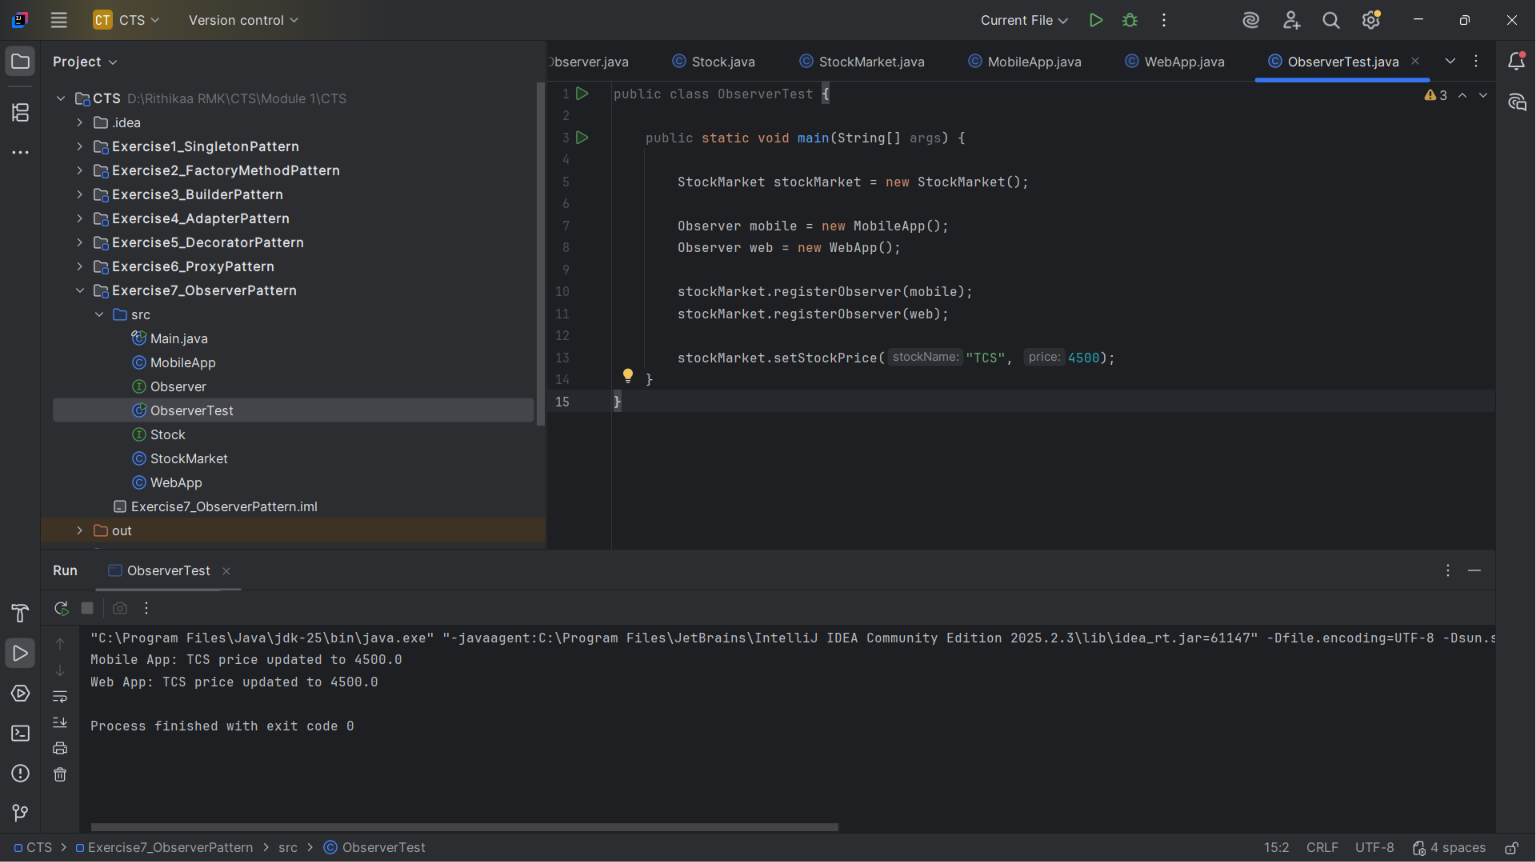 CT CTS Version control Current File
Project
Observer.java Stock.java StockMarket.java MobileApp.java WebApp.java ObserverTest.java
CTS D:\Rithikaa RMK\CTS\Module 1\CTS
.idea
Exercise1_SingletonPattern
Exercise2_FactoryMethodPattern
Exercise3_BuilderPattern
Exercise4_AdapterPattern
Exercise5_DecoratorPattern
Exercise6_ProxyPattern
Exercise7_ObserverPattern
src
Main.java
MobileApp
Observer
ObserverTest
Stock
StockMarket
WebApp
Exercise7_ObserverPattern.iml
out
1 public class ObserverTest {
3
2
3 public static void main(String[] args) {
4
5 StockMarket stockMarket = new StockMarket();
6
7 Observer mobile = new MobileApp();
8 Observer web = new WebApp();
9
10 stockMarket.registerObserver(mobile);
11 stockMarket.registerObserver(web);
12
13 stockMarket.setStockPrice( stockName: "TCS", price: 4500);
14 }
15 }
Run ObserverTest
"C:\Program Files\Java\jdk-25\bin\java.exe" "-javaagent:C:\Program Files\JetBrains\IntelliJ IDEA Community Edition 2025.2.3\lib\idea_rt.jar=61147" -Dfile.encoding=UTF-8 -Dsun.s
Mobile App: TCS price updated to 4500.0
Web App: TCS price updated to 4500.0
Process finished with exit code 0
CTS > Exercise7_ObserverPattern > src > ObserverTest 15:2 CRLF UTF-8 4 spaces